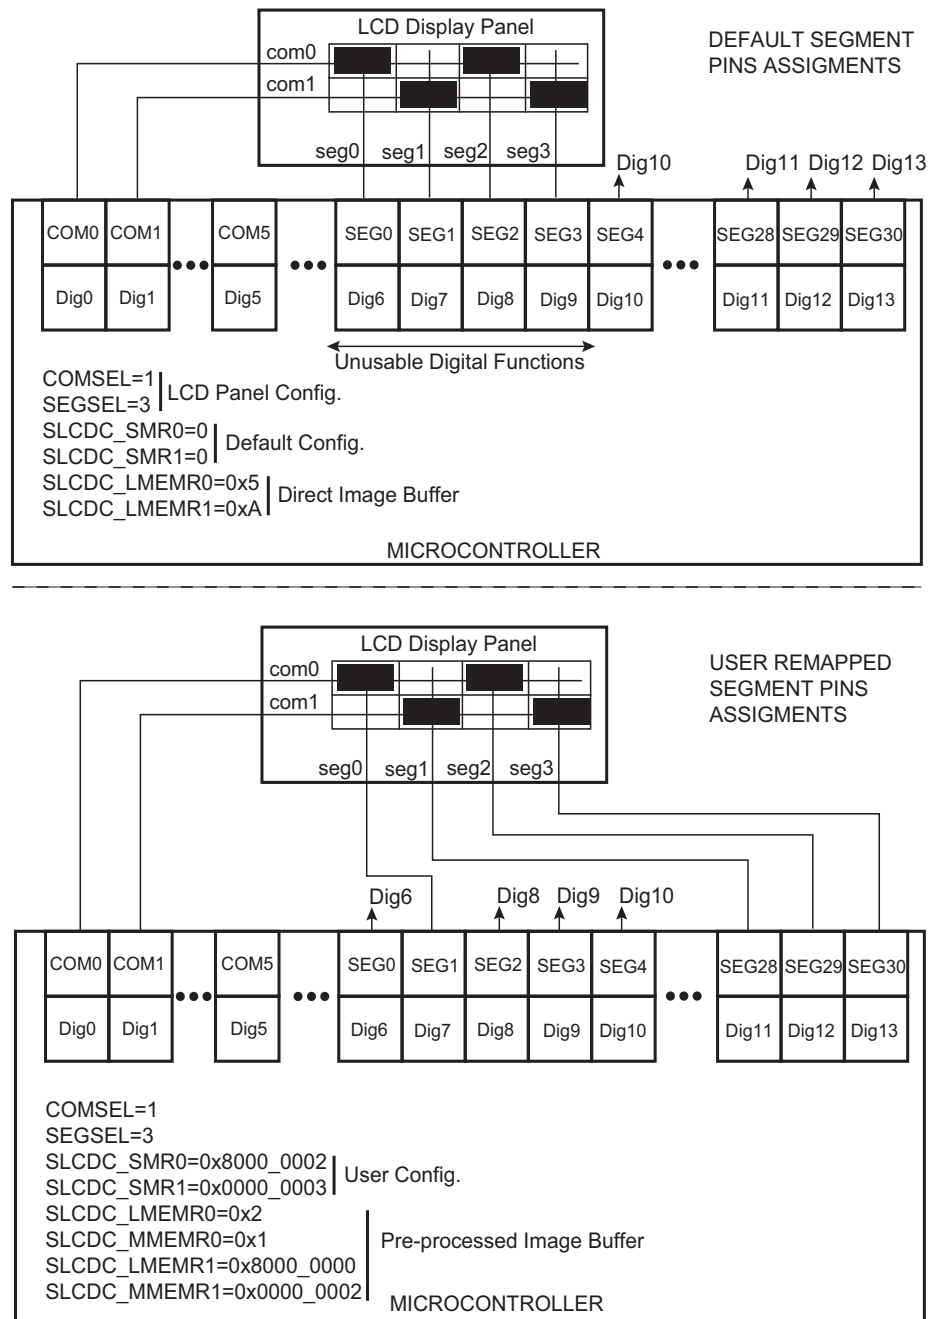 LCD Display Panel
DEFAULT SEGMENT
PINS ASSIGMENTS
com0
com1
seg0 seg1 seg2 seg3
Dig10 Dig11 Dig12 Dig13
COM0 COM1 COM5 SEG0 SEG1 SEG2 SEG3 SEG4 SEG28 SEG29 SEG30
Dig0 Dig1 Dig5 Dig6 Dig7 Dig8 Dig9 Dig10 Dig11 Dig12 Dig13
Unusable Digital Functions
COMSEL=1
SEGSEL=3
LCD Panel Config.
SLCDC_SMR0=0
SLCDC_SMR1=0
Default Config.
SLCDC_LMEMR0=0x5
SLCDC_LMEMR1=0xA
Direct Image Buffer
MICROCONTROLLER
LCD Display Panel
USER REMAPPED
SEGMENT PINS
ASSIGMENTS
com0
com1
seg0 seg1 seg2 seg3
Dig6 Dig8 Dig9 Dig10
COM0 COM1 COM5 SEG0 SEG1 SEG2 SEG3 SEG4 SEG28 SEG29 SEG30
Dig0 Dig1 Dig5 Dig6 Dig7 Dig8 Dig9 Dig10 Dig11 Dig12 Dig13
COMSEL=1
SEGSEL=3
SLCDC_SMR0=0x8000_0002
SLCDC_SMR1=0x0000_0003
User Config.
SLCDC_LMEMR0=0x2
SLCDC_MMEMR0=0x1
SLCDC_LMEMR1=0x8000_0000
SLCDC_MMEMR1=0x0000_0002
Pre-processed Image Buffer
MICROCONTROLLER